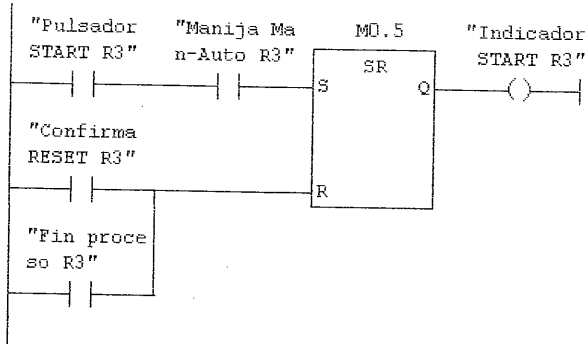 "Pulsador
START R3"
"Manija Ma
n-Auto R3"
M0.5
SR
S
Q
"Indicador
START R3"
"Confirma
RESET R3"
R
"Fin proce
so R3"